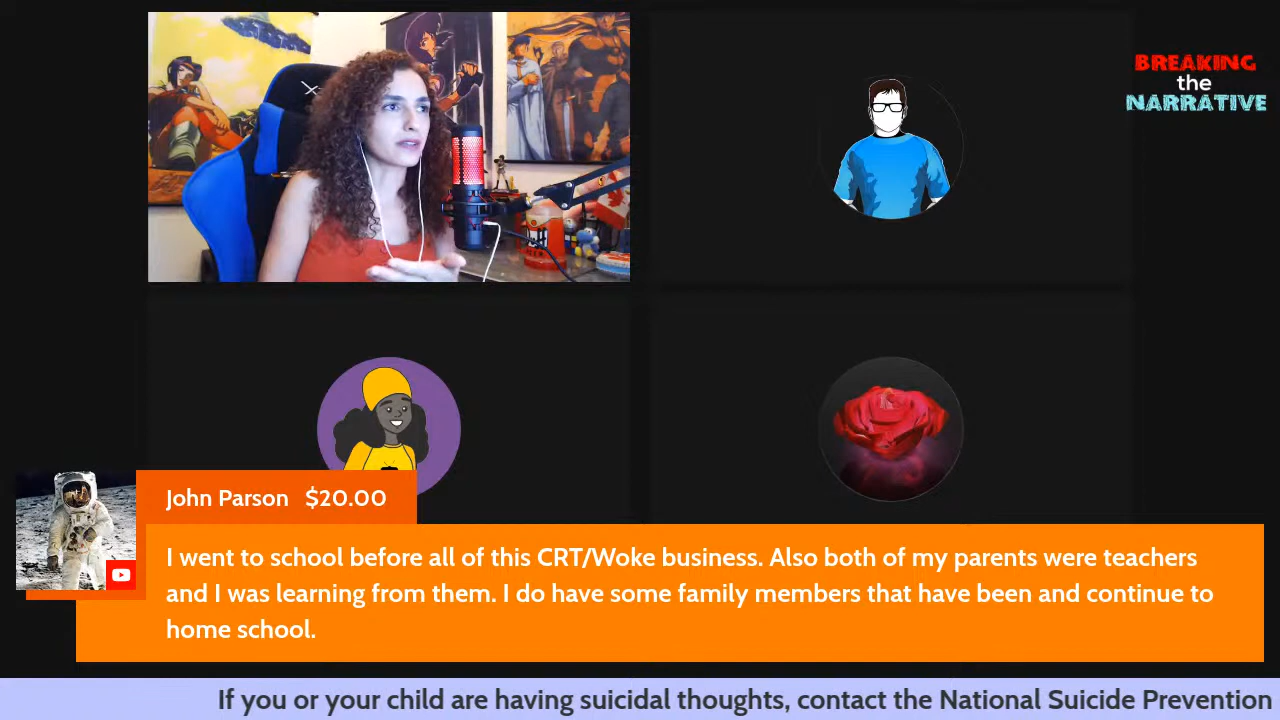 BREAKING
the
NARRATIVE
John Parson $20.00
I went to school before all of this CRT/Woke business. Also both of my parents were teachers
and I was learning from them. I do have some family members that have been and continue to
home school.
If you or your child are having suicidal thoughts, contact the National Suicide Prevention